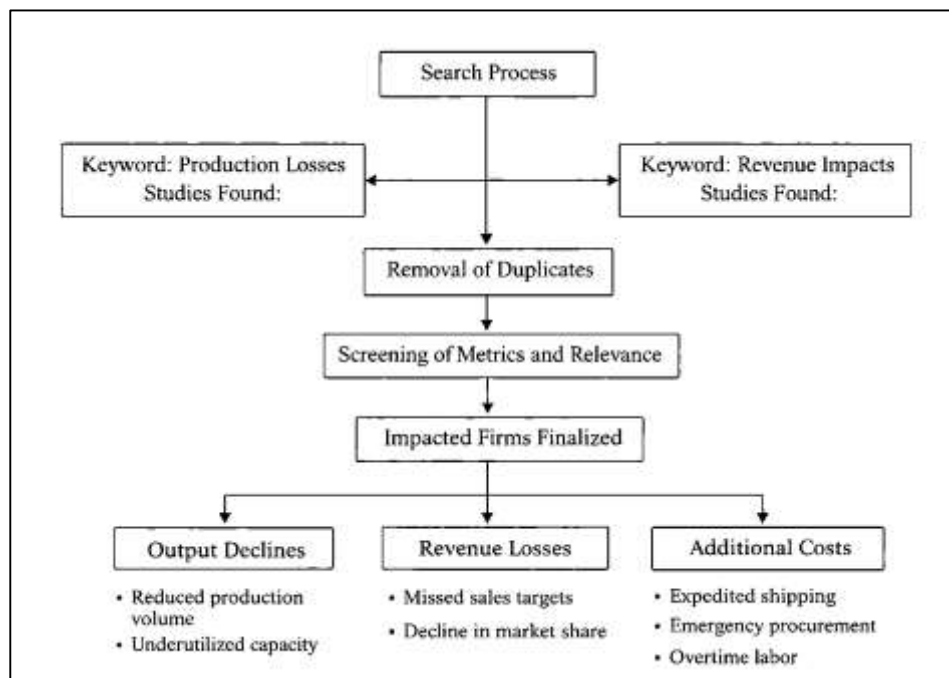 Search Process
Keyword: Production Losses
Studies Found:
Keyword: Revenue Impacts
Studies Found:
Removal of Duplicates
Screening of Metrics and Relevance
Impacted Firms Finalized
Output Declines
• Reduced production
volume
• Underutilized capacity
Revenue Losses
• Missed sales targets
• Decline in market share
Additional Costs
• Expedited shipping
• Emergency procurement
• Overtime labor